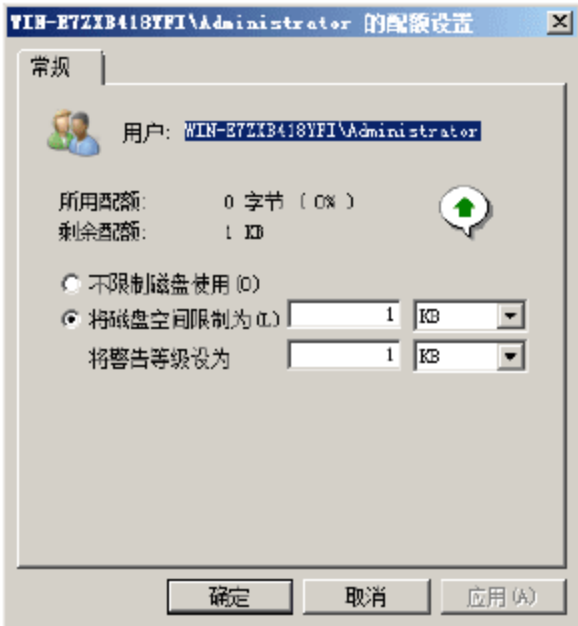 WIN-E7ZXB418YPI\Administrator 的配额设置
常规
用户: WIN-E7ZXB418YPI\Administrator
所用配额: 0 字节 ( 0% )
剩余配额: 1 KB
不限制磁盘使用(O)
将磁盘空间限制为(L) 1 KB
将警告等级设为 1 KB
确定 取消 应用(A)